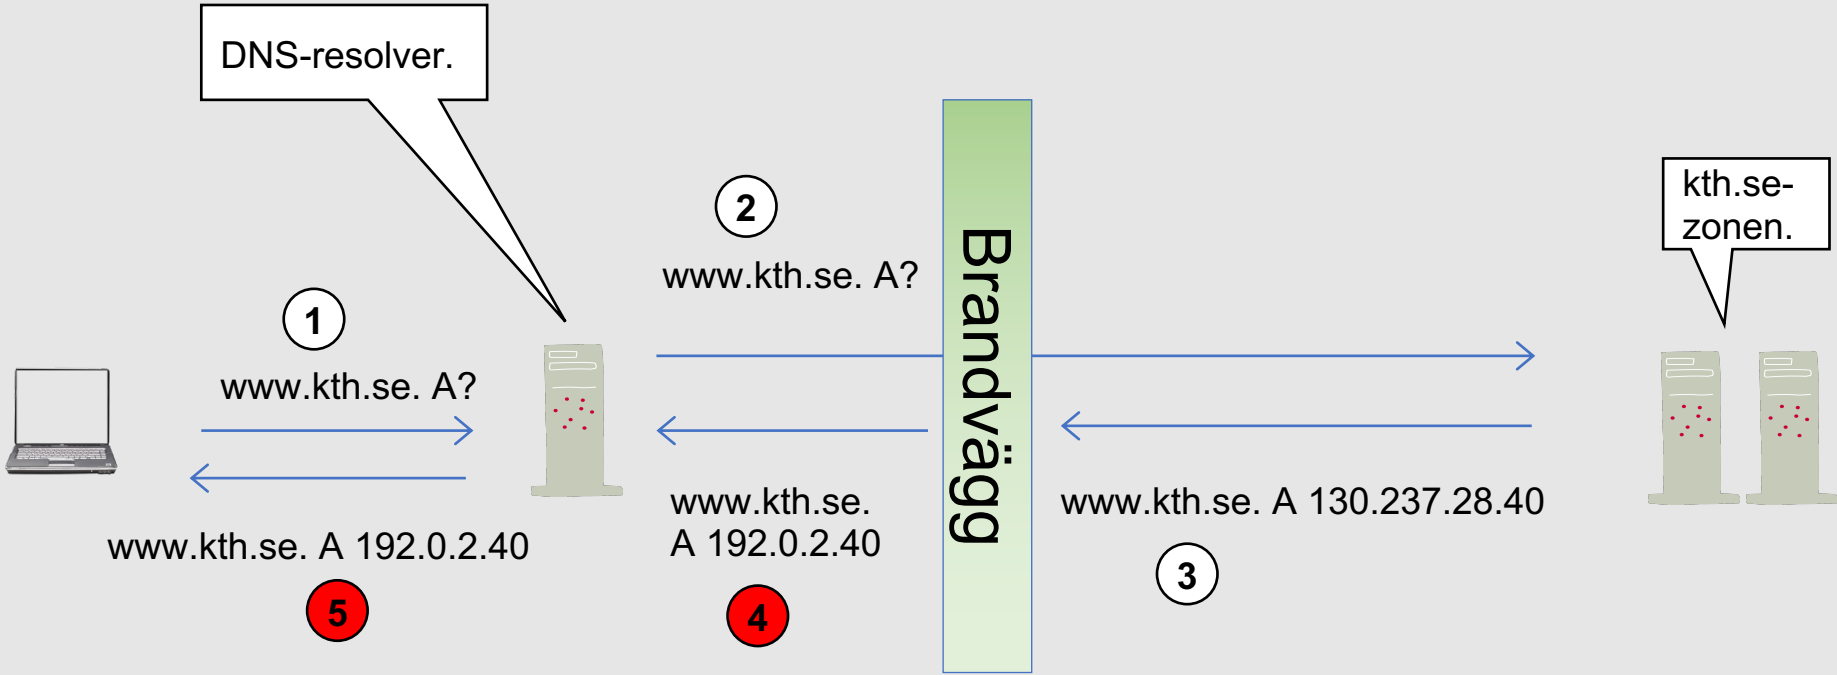 DNS-resolver.
2
www.kth.se. A?
Brandvägg
kth.se-
zonen.
1
www.kth.se. A?
www.kth.se. A 192.0.2.40
5
www.kth.se.
A 192.0.2.40
4
www.kth.se. A 130.237.28.40
3